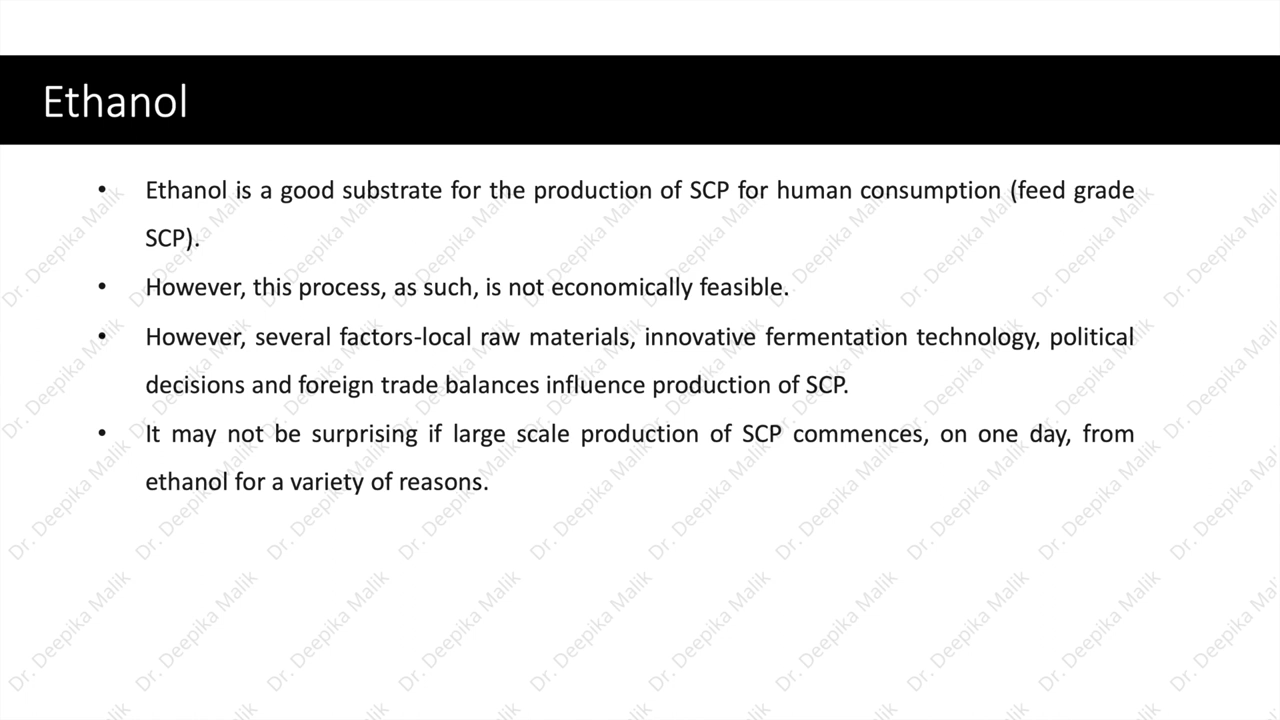 Ethanol
• Ethanol is a good substrate for the production of SCP for human consumption (feed grade
SCP).
• However, this process, as such, is not economically feasible.
• However, several factors-local raw materials, innovative fermentation technology, political
decisions and foreign trade balances influence production of SCP.
• It may not be surprising if large scale production of SCP commences, on one day, from
ethanol for a variety of reasons.
Dr. Deepika Malik